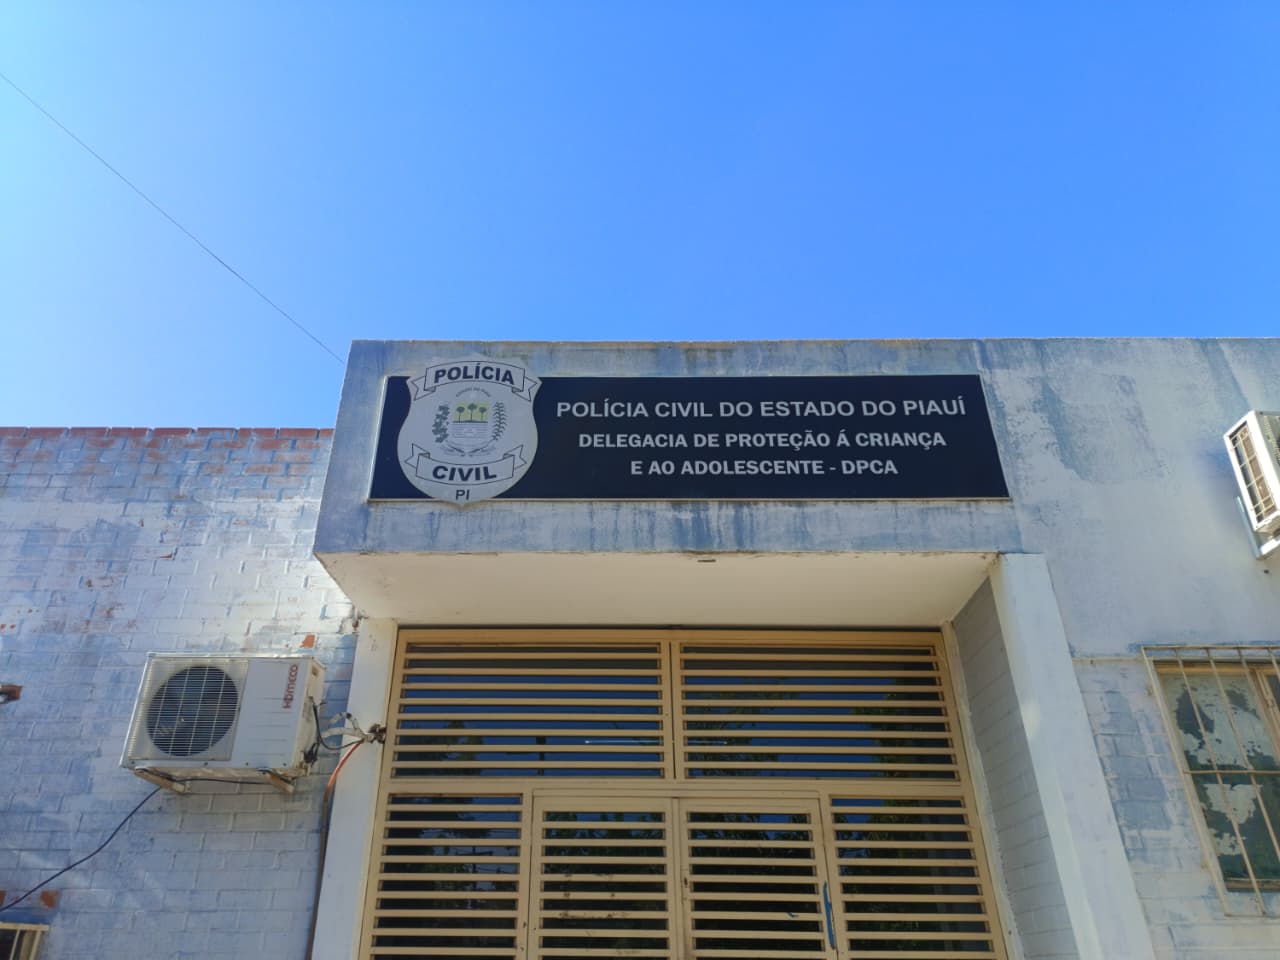 POLÍCIA
CIVIL
PI
POLÍCIA CIVIL DO ESTADO DO PIAUÍ
DELEGACIA DE PROTEÇÃO Á CRIANÇA
E AO ADOLESCENTE - DPCA